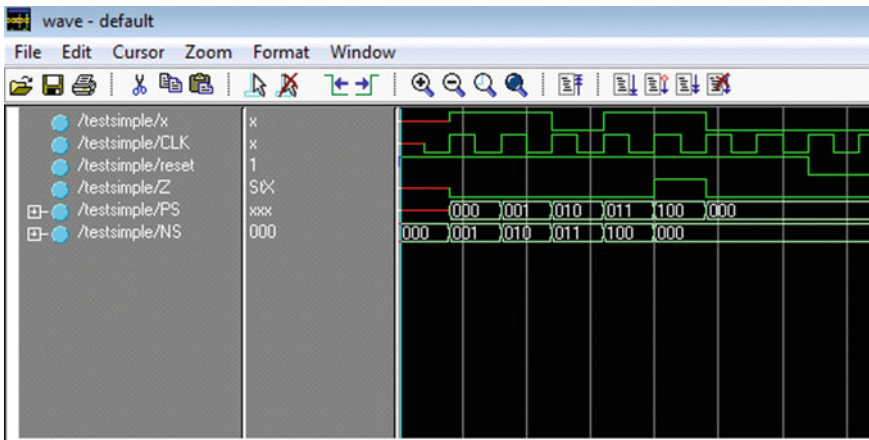 wave - default
File Edit Cursor Zoom Format Window
/testsimple/x x
/testsimple/CLK x
/testsimple/reset 1
/testsimple/Z StX
/testsimple/PS xxx 000 001 010 011 100 000
/testsimple/NS 000 000 001 010 011 100 000